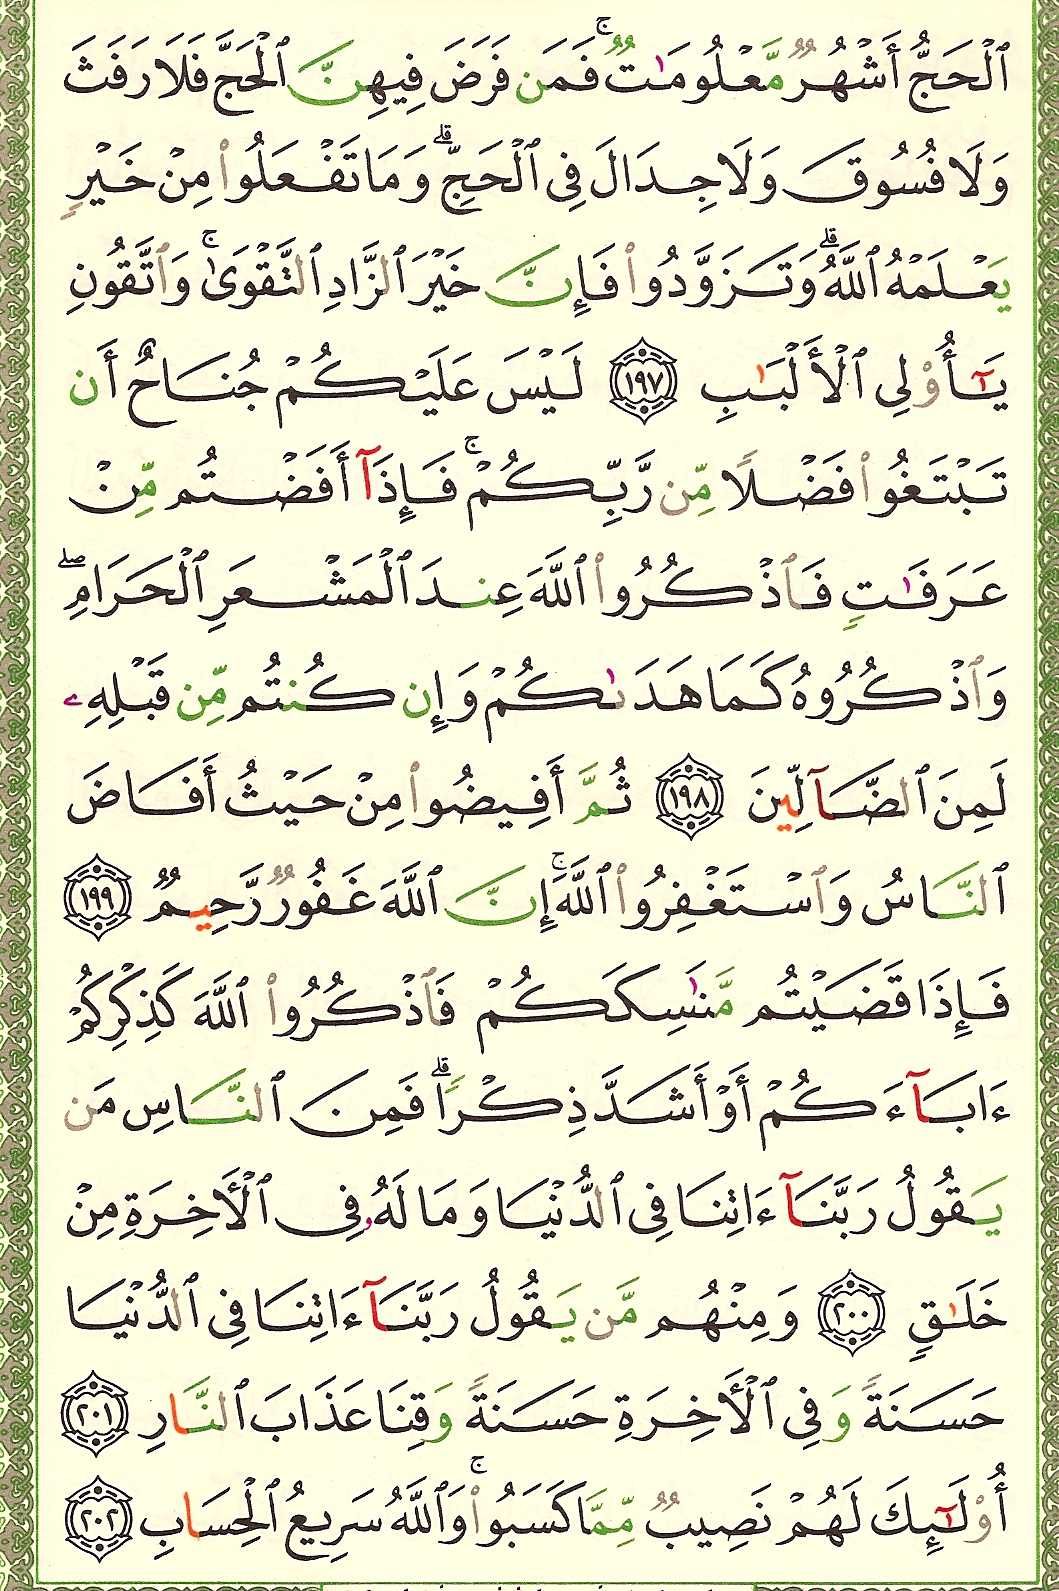 ٱلْحَجُّ أَشْهُرٌ مَّعْلُومَٰتٌ ۚ فَمَن فَرَضَ فِيهِنَّ ٱلْحَجَّ فَلَا رَفَثَ
وَلَا فُسُوقَ وَلَا جِدَالَ فِى ٱلْحَجِّ ۗ وَمَا تَفْعَلُوا۟ مِنْ خَيْرٍ
يَعْلَمْهُ ٱللَّهُ ۗ وَتَزَوَّدُوا۟ فَإِنَّ خَيْرَ ٱلزَّادِ ٱلتَّقْوَىٰ ۚ وَٱتَّقُونِ
يَٰٓأُو۟لِى ٱلْأَلْبَٰبِ ﴿١٩٧﴾ لَيْسَ عَلَيْكُمْ جُنَاحٌ أَن
تَبْتَغُوا۟ فَضْلًا مِّن رَّبِّكُمْ ۚ فَإِذَآ أَفَضْتُم مِّنْ
عَرَفَٰتٍ فَٱذْكُرُوا۟ ٱللَّهَ عِندَ ٱلْمَشْعَرِ ٱلْحَرَامِ ۖ
وَٱذْكُرُوهُ كَمَا هَدَىٰكُمْ وَإِن كُنتُم مِّن قَبْلِهِۦ
لَمِنَ ٱلضَّآلِّينَ ﴿١٩٨﴾ ثُمَّ أَفِيضُوا۟ مِنْ حَيْثُ أَفَاضَ
ٱلنَّاسُ وَٱسْتَغْفِرُوا۟ ٱللَّهَ ۚ إِنَّ ٱللَّهَ غَفُورٌ رَّحِيمٌ ﴿١٩٩﴾
فَإِذَا قَضَيْتُم مَّنَٰسِكَكُمْ فَٱذْكُرُوا۟ ٱللَّهَ كَذِكْرِكُمْ
ءَابَآءَكُمْ أَوْ أَشَدَّ ذِكْرًا ۗ فَمِنَ ٱلنَّاسِ مَن
يَقُولُ رَبَّنَآ ءَاتِنَا فِى ٱلدُّنْيَا وَمَا لَهُۥ فِى ٱلْأَخِرَةِ مِنْ
خَلَٰقٍ ﴿٢٠٠﴾ وَمِنْهُم مَّن يَقُولُ رَبَّنَآ ءَاتِنَا فِى ٱلدُّنْيَا
حَسَنَةً وَفِى ٱلْأَخِرَةِ حَسَنَةً وَقِنَا عَذَابَ ٱلنَّارِ ﴿٢٠١﴾
أُو۟لَٰٓئِكَ لَهُمْ نَصِيبٌ مِّمَّا كَسَبُوا۟ ۚ وَٱللَّهُ سَرِيعُ ٱلْحِسَابِ ﴿٢٠٢﴾